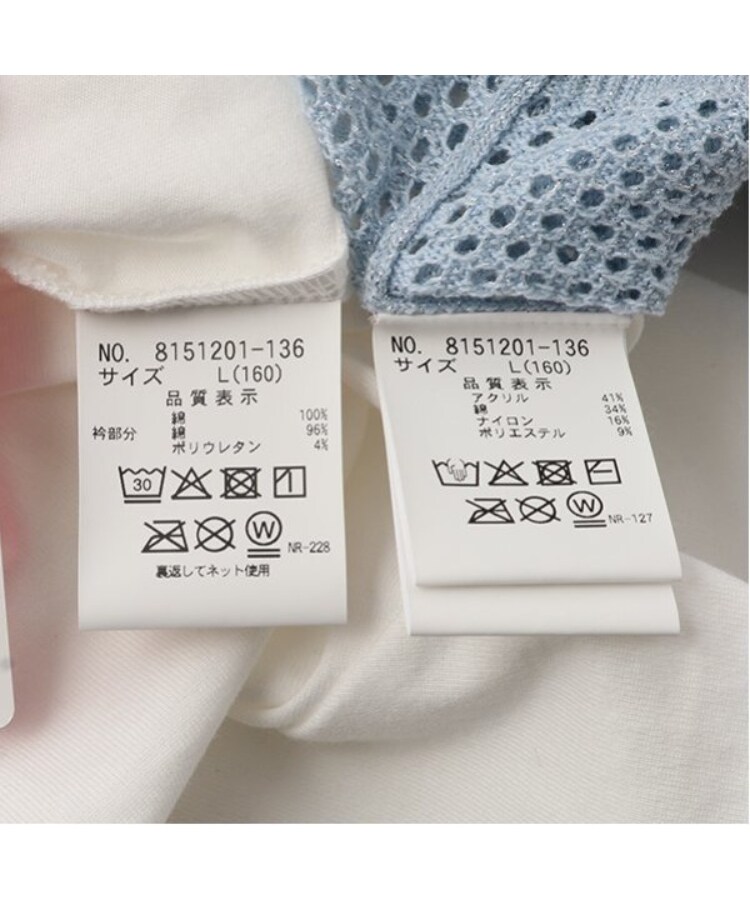 NO. 8151201-136
サイズ L(160)
品質表示
綿 100%
衿部分 綿 96%
ポリウレタン 4%
30
W
NR-228
裏返してネット使用
NO. 8151201-136
サイズ L(160)
品質表示
アクリル 41%
綿 34%
ナイロン 16%
ポリエステル 9%
W
NR-127